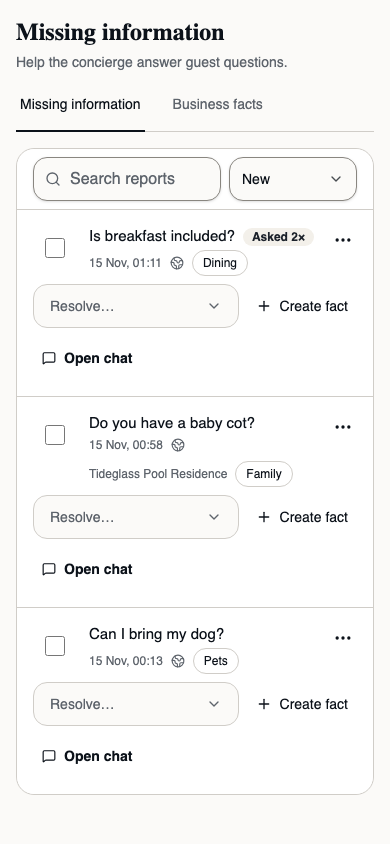 Missing information
Help the concierge answer guest questions.
Missing information Business facts
Search reports New
Is breakfast included? Asked 2×
15 Nov, 01:11 Dining
Resolve… Create fact
Open chat
Do you have a baby cot?
15 Nov, 00:58
Tideglass Pool Residence Family
Resolve… Create fact
Open chat
Can I bring my dog?
15 Nov, 00:13 Pets
Resolve… Create fact
Open chat